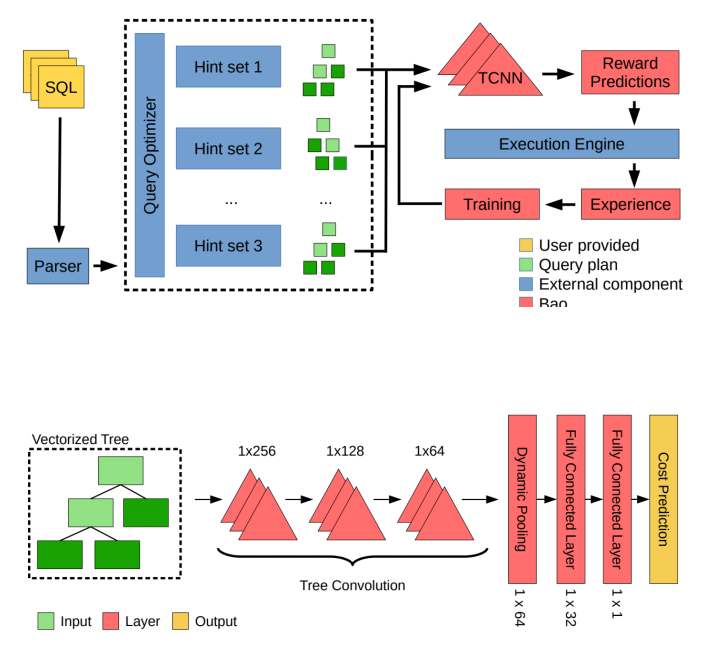 SQL
Parser
Query Optimizer
Hint set 1
Hint set 2
...
...
Hint set 3
TCNN
Reward
Predictions
Execution Engine
Training
Experience
User provided
Query plan
External component
Bao
Vectorized Tree
1x256
1x128
1x64
Tree Convolution
Dynamic Pooling
Fully Connected Layer
Fully Connected Layer
Cost Prediction
1 x 64
1 x 32
1 x 1
Input
Layer
Output